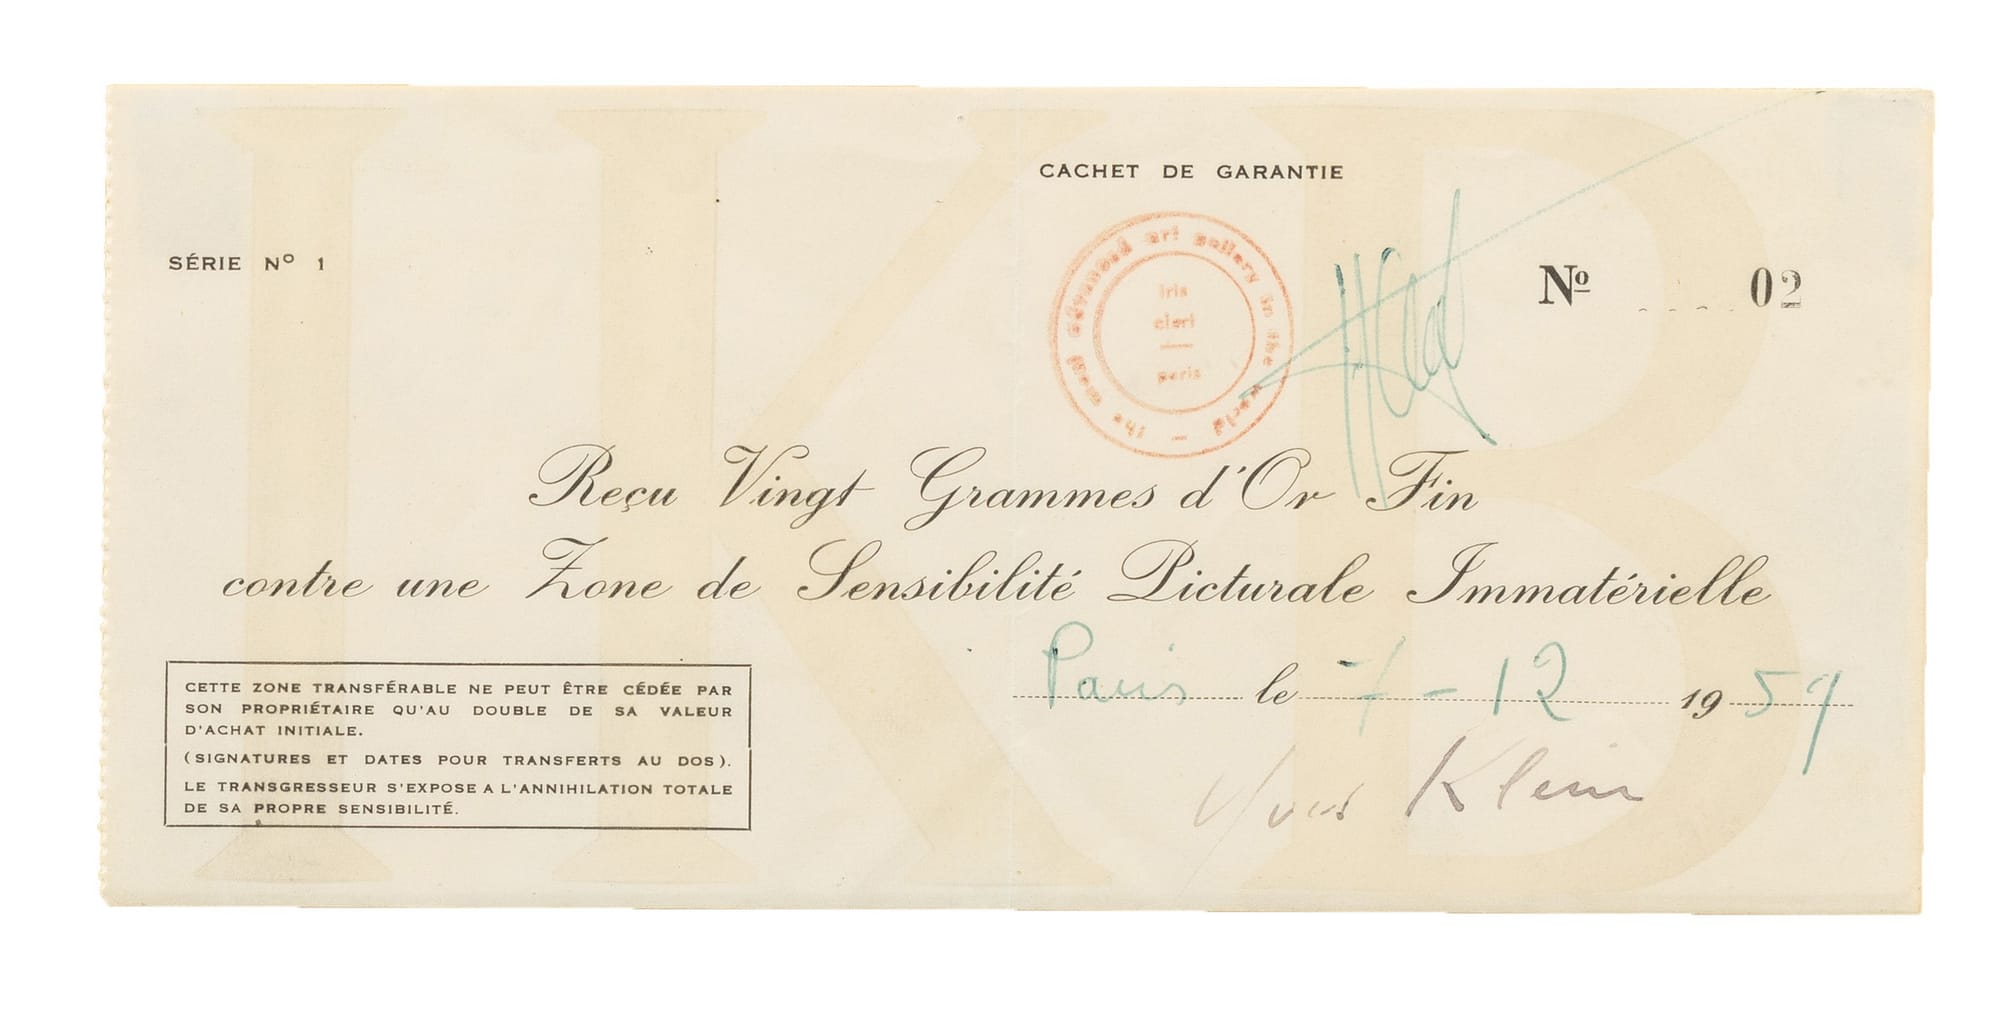 IKB
CACHET DE GARANTIE
SÉRIE Nº 1
the most advanced art gallery in the world –
iris
clert
paris
Nº 02
Reçu Vingt Grammes d'Or Fin
contre une Zone de Sensibilité Picturale Immatérielle
Paris le 7 - 12 1959
CETTE ZONE TRANSFÉRABLE NE PEUT ÊTRE CÉDÉE PAR
SON PROPRIÉTAIRE QU'AU DOUBLE DE SA VALEUR
D'ACHAT INITIALE.
(SIGNATURES ET DATES POUR TRANSFERTS AU DOS).
LE TRANSGRESSEUR S'EXPOSE A L'ANNIHILATION TOTALE
DE SA PROPRE SENSIBILITÉ.
Yves Klein